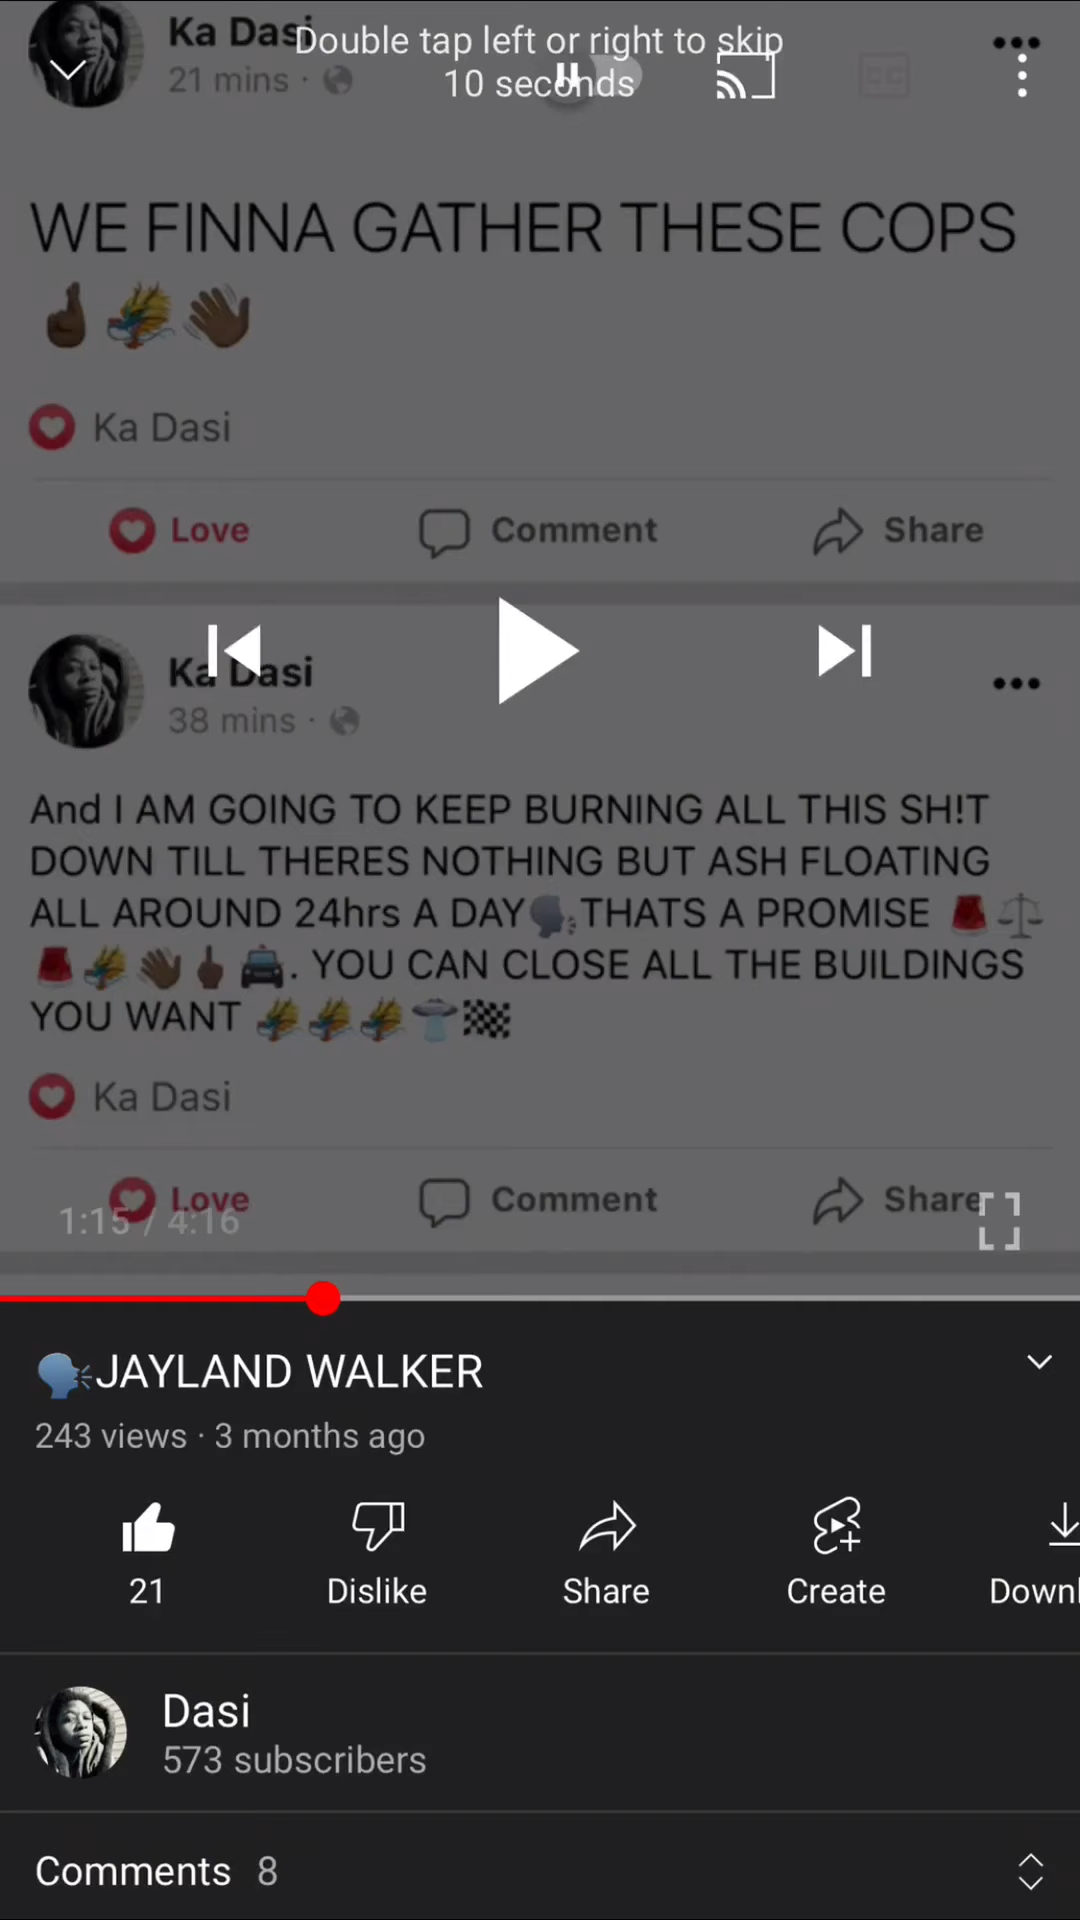 Ka Dasi
Double tap left or right to skip
21 mins ·
10 seconds
CC
WE FINNA GATHER THESE COPS
🤞🏾🐉👋🏾
Ka Dasi
Love Comment Share
Ka Dasi
38 mins ·
And I AM GOING TO KEEP BURNING ALL THIS SH!T
DOWN TILL THERES NOTHING BUT ASH FLOATING
ALL AROUND 24hrs A DAY🗣️THATS A PROMISE 🚨⚖️
🚨🐲👋🏾🖕🏾🚔. YOU CAN CLOSE ALL THE BUILDINGS
YOU WANT 🐲🐲🐲🛸🏁
Ka Dasi
Love Comment Share
1:15 / 4:16
🗣️JAYLAND WALKER
243 views · 3 months ago
21 Dislike Share Create Downl
Dasi
573 subscribers
Comments 8